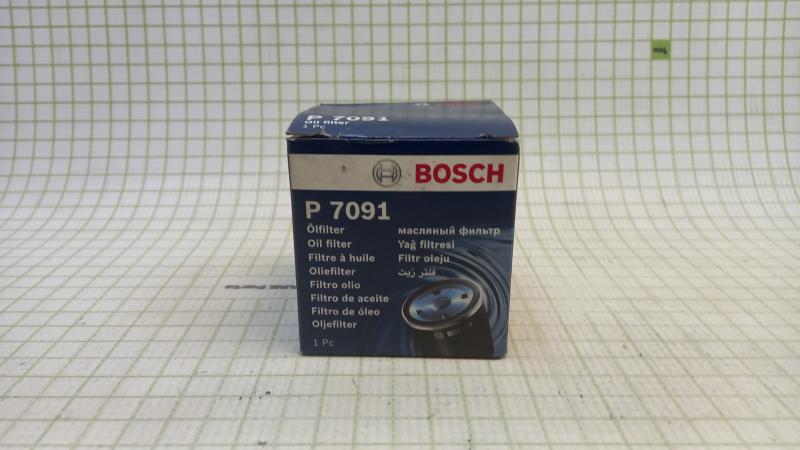 P 7091
Oil filter
1 Pc
BOSCH
P 7091
Ölfilter
Oil filter
Filtre à huile
Oliefilter
Filtro olio
Filtro de aceite
Filtro de óleo
Oljefilter
1 Pc
масляный фильтр
Yağ filtresi
Filtr oleju
فلتر زيت
BOSCH